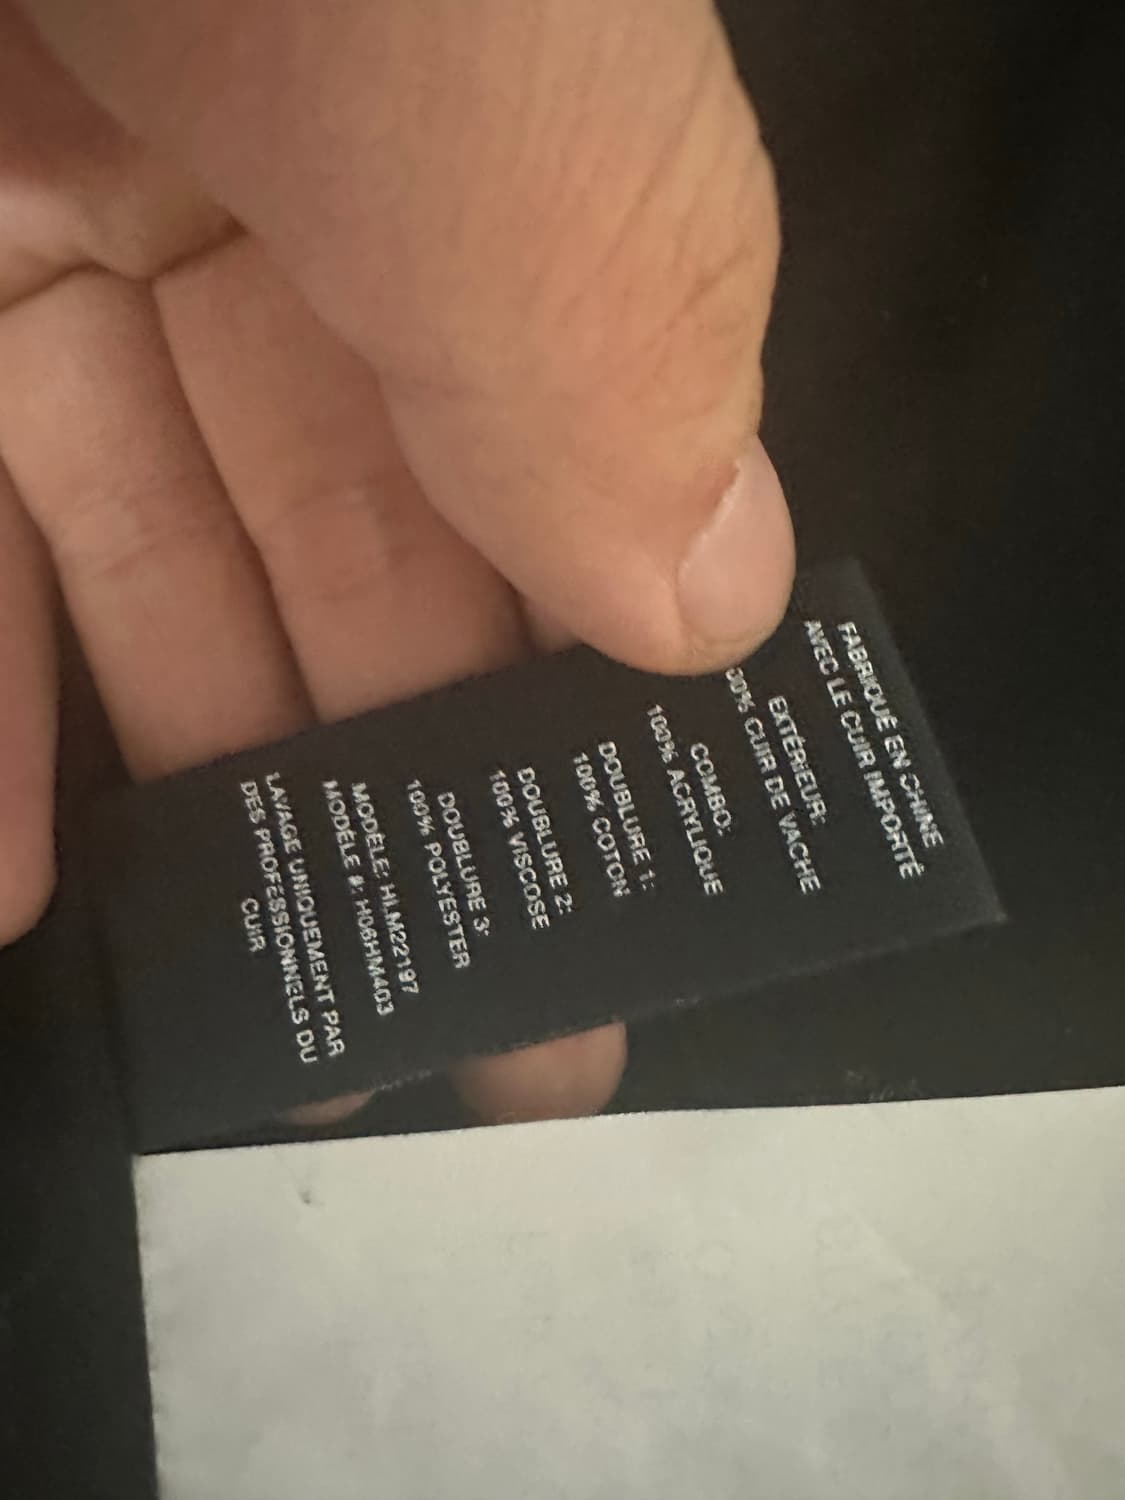 FABRIQUÉ EN CHINE
AVEC LE CUIR IMPORTÉ
EXTÉRIEUR:
00% CUIR DE VACHE
COMBO:
100% ACRYLIQUE
DOUBLURE 1:
100% COTON
DOUBLURE 2:
100% VISCOSE
DOUBLURE 3:
100% POLYESTER
MODÈLE: HLM22197
MODÈLE #: H06HM403
LAVAGE UNIQUEMENT PAR
DES PROFESSIONNELS DU
CUIR